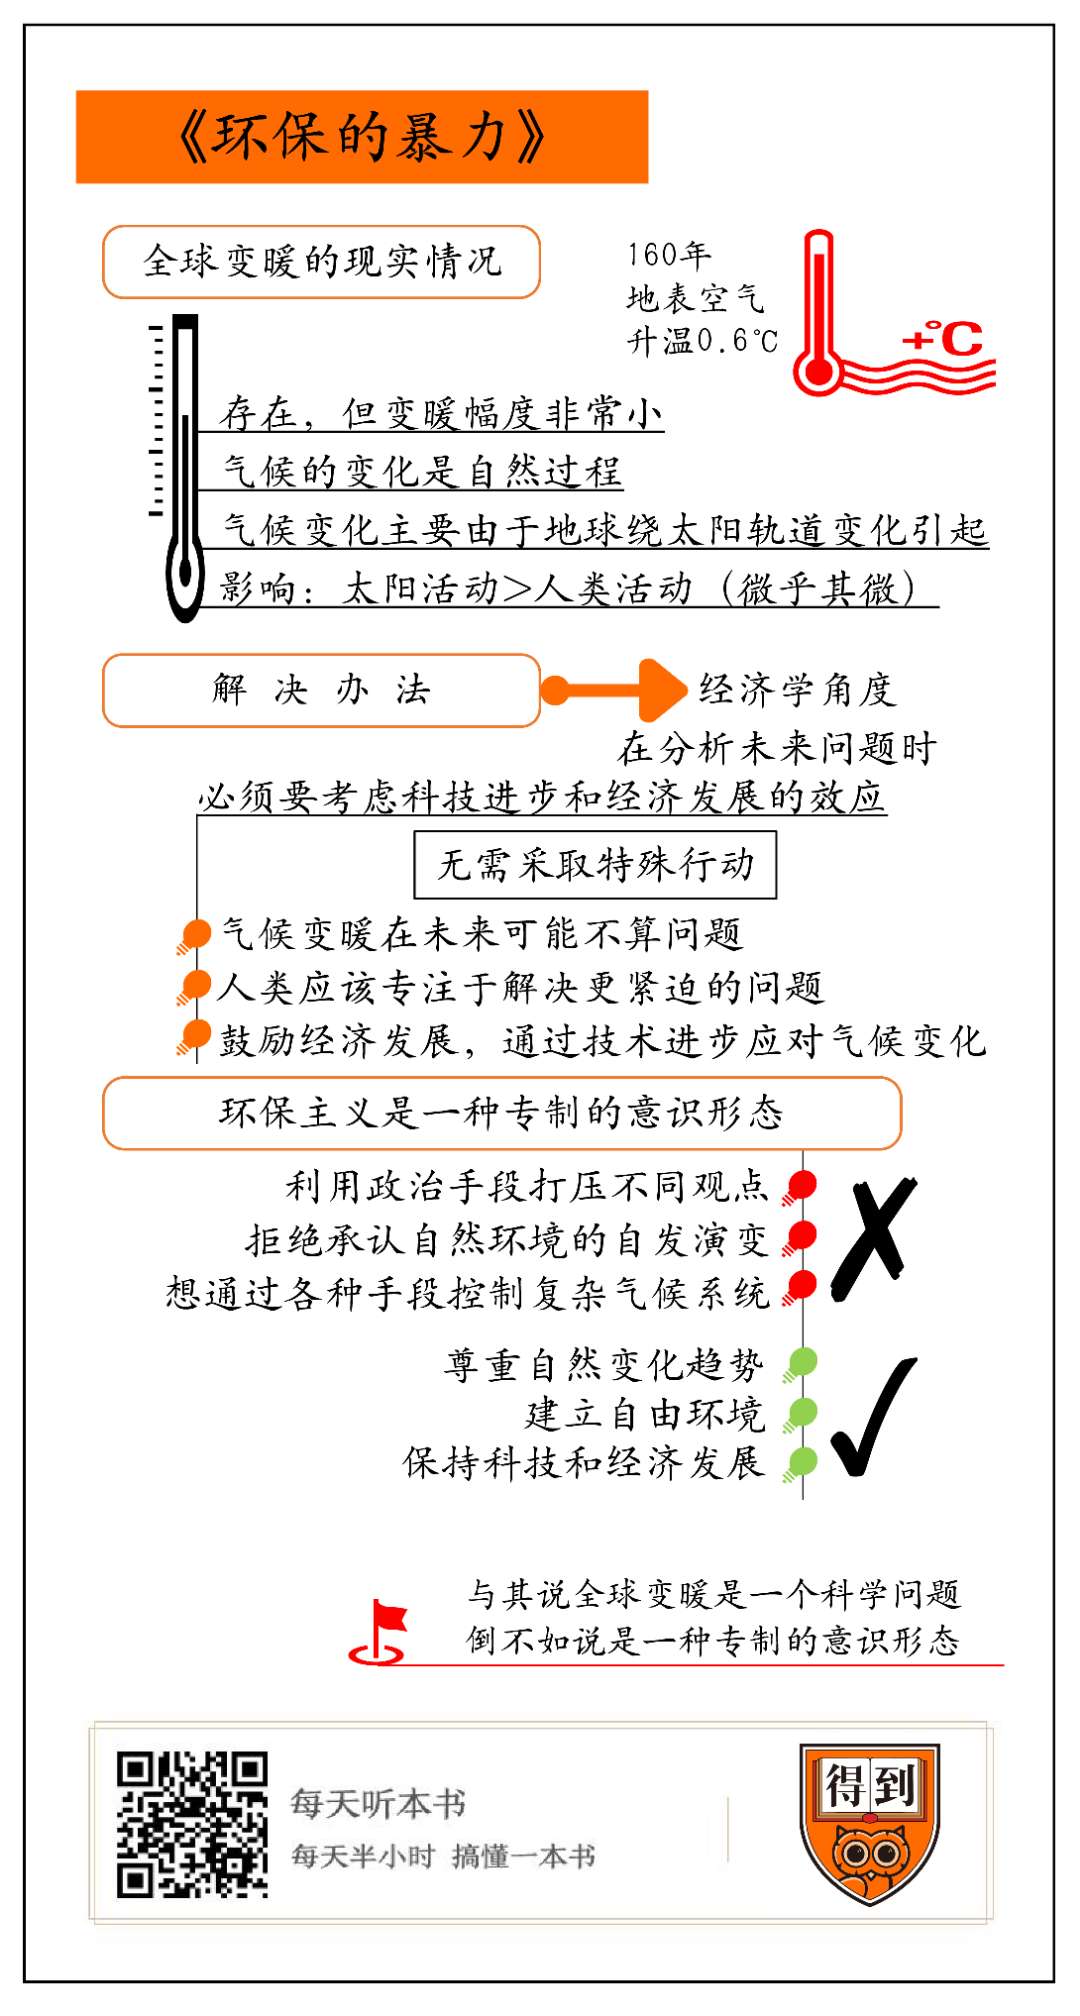 《环保的暴力》
全球变暖的现实情况
160年
地表空气
升温0.6℃
+℃
存在，但变暖幅度非常小
气候的变化是自然过程
气候变化主要由于地球绕太阳轨道变化引起
影响：太阳活动>人类活动（微乎其微）
解决办法
经济学角度
在分析未来问题时
必须要考虑科技进步和经济发展的效应
无需采取特殊行动
气候变暖在未来可能不算问题
人类应该专注于解决更紧迫的问题
鼓励经济发展，通过技术进步应对气候变化
环保主义是一种专制的意识形态
利用政治手段打压不同观点
拒绝承认自然环境的自发演变
想通过各种手段控制复杂气候系统
尊重自然变化趋势
建立自由环境
保持科技和经济发展
与其说全球变暖是一个科学问题
倒不如说是一种专制的意识形态
每天听本书
每天半小时 搞懂一本书
得到